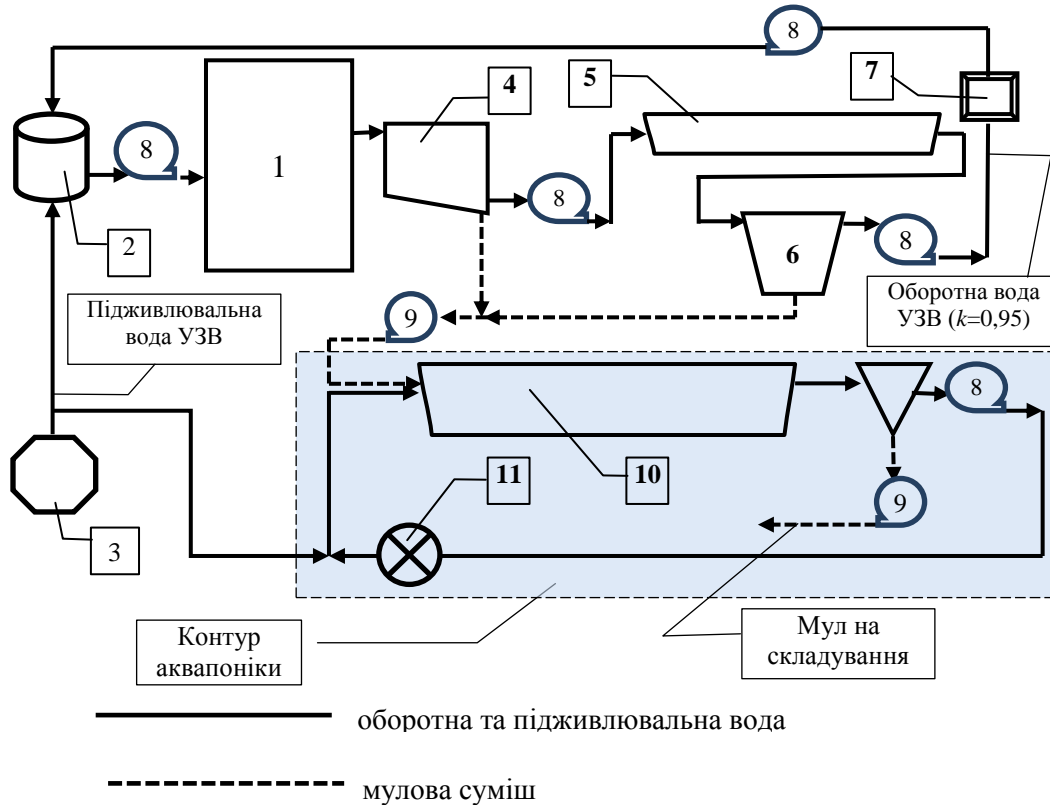 8
5
7
4
8
1
8
2
6
8
Підживлювальна
вода УЗВ
9
Оборотна вода
УЗВ (k=0,95)
8
11
10
9
3
Контур
аквапоніки
Мул на
складування
оборотна та підживлювальна вода
мулова суміш